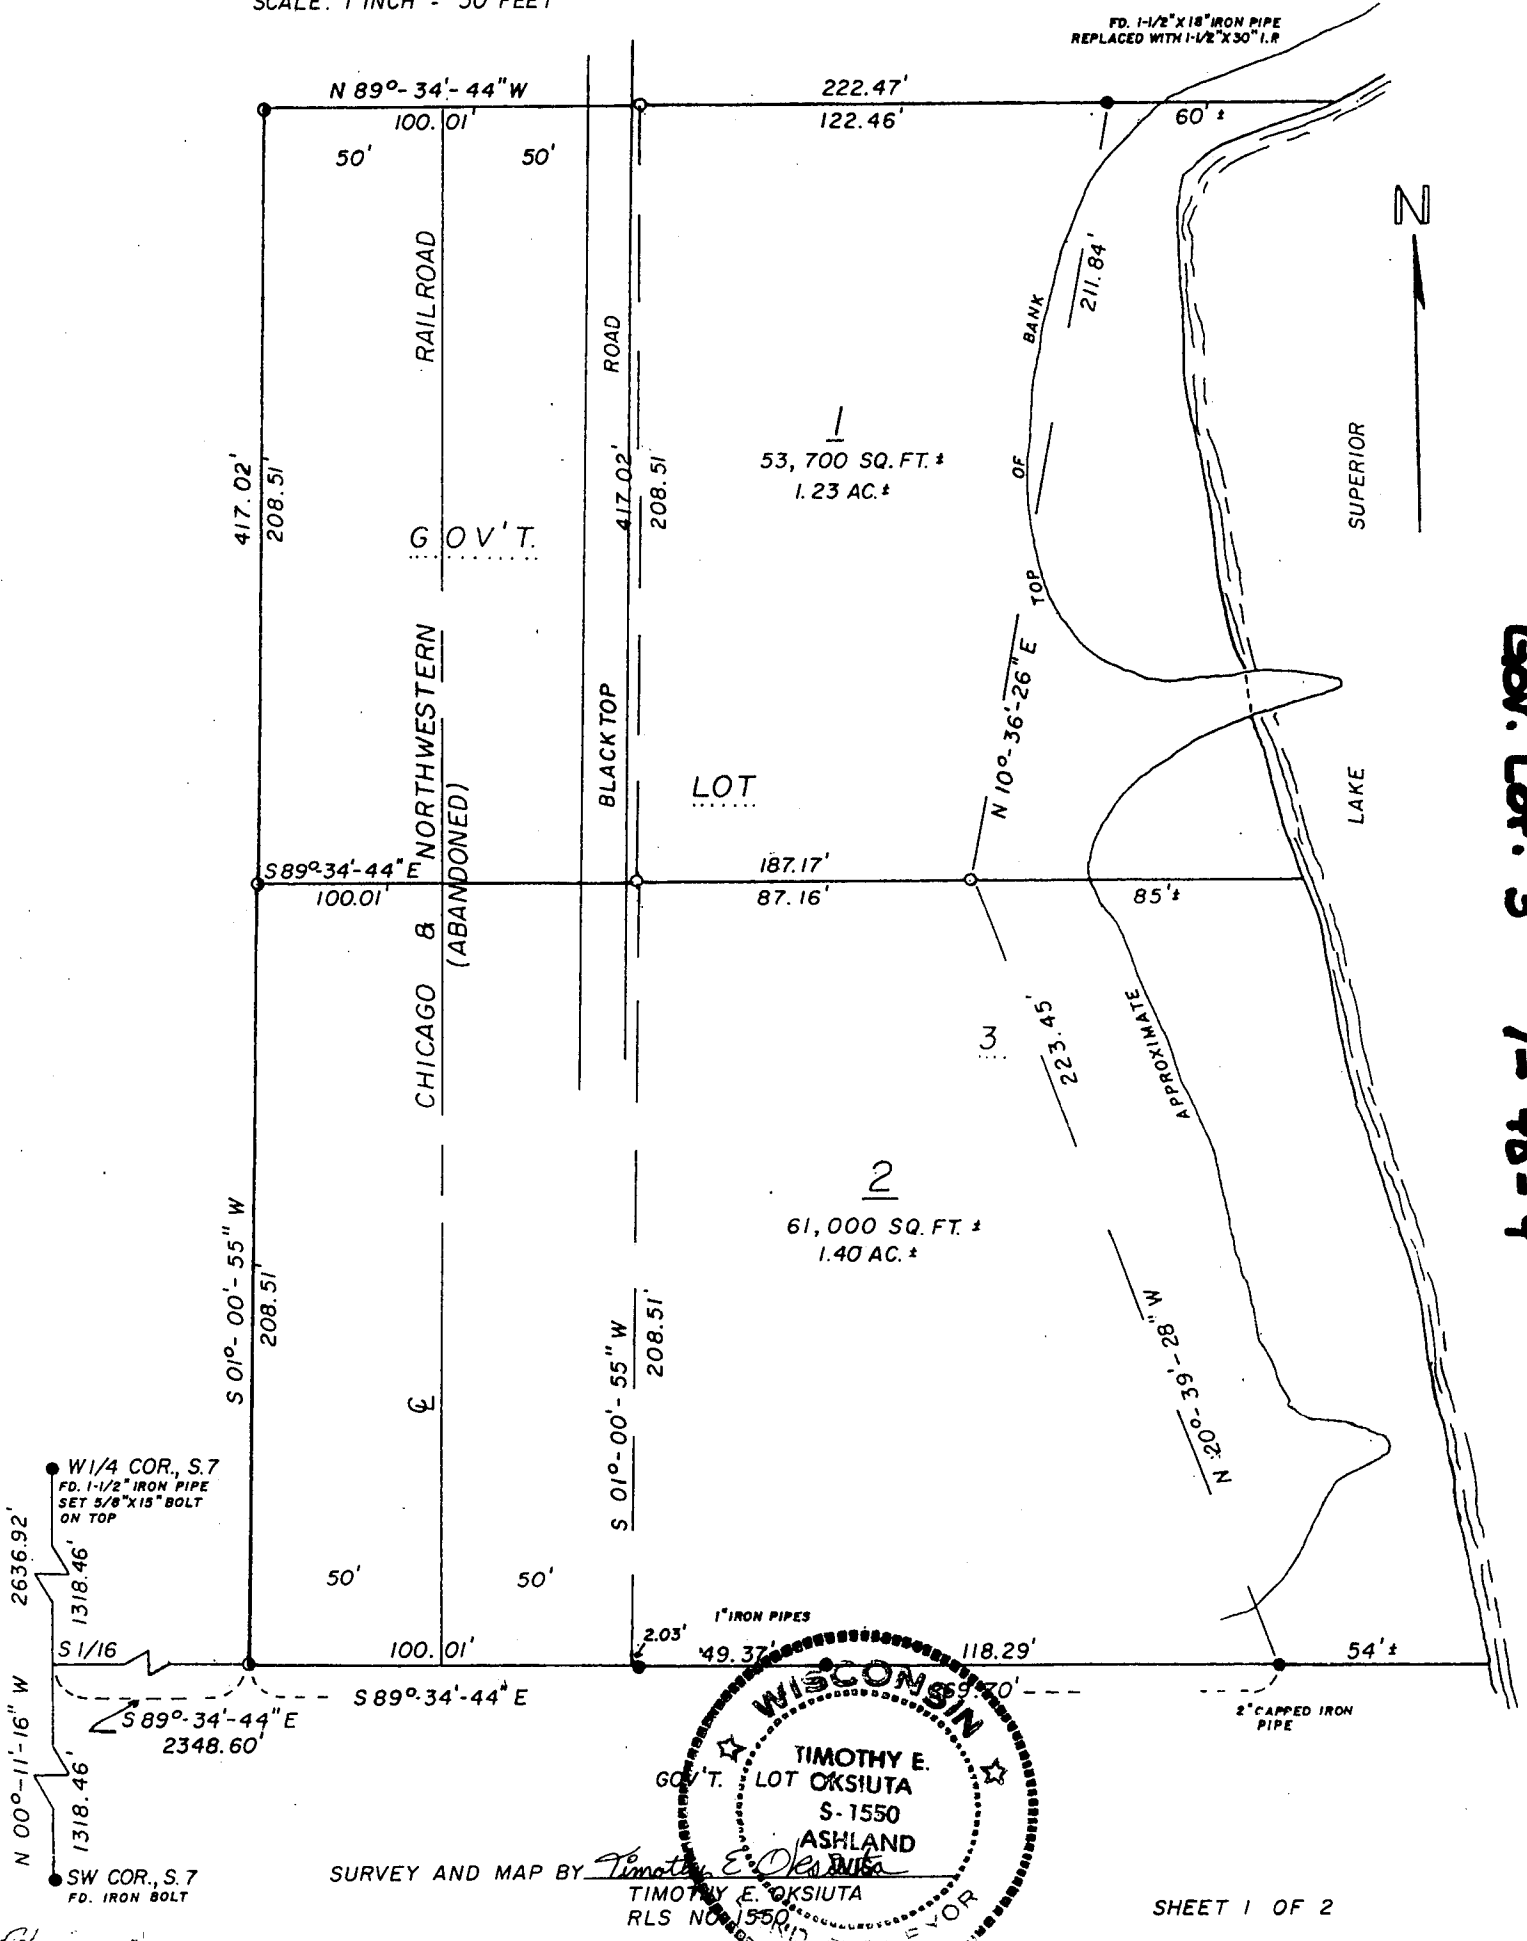 SCALE: 1 INCH = 50 FEET
FD. 1-1/2"X18" IRON PIPE
REPLACED WITH 1-1/2"X30" I.P.
N 89°-34'-44" W
222.47'
100.01'
122.46'
60' ±
50'
50'
N
RAILROAD
ROAD
BANK
211.84'
1
53,700 SQ. FT. ±
1.23 AC. ±
417.02'
208.51'
417.02'
208.51'
OF
SUPERIOR
GOV'T.
TOP
CHICAGO & NORTHWESTERN
(ABANDONED)
BLACKTOP
LOT
N 10°-36'-26" E
LAKE
GOV. LOT. 3
S 89°-34'-44" E
187.17'
100.01'
87.16'
85' ±
3
223.45'
APPROXIMATE
2
61,000 SQ. FT. ±
1.40 AC. ±
S 01°-00'-55" W
208.51'
S 01°-00'-55" W
208.51'
N 20°-39'-28" W
℄
W 1/4 COR., S.7
FD. 1-1/2" IRON PIPE
SET 5/8"X15" BOLT
ON TOP
2636.92'
1318.46'
50'
50'
1" IRON PIPES
S 1/16
100.01'
2.03'
49.37'
118.29'
54' ±
S 89°-34'-44" E
S 89°-34'-44" E
2348.60'
2" CAPPED IRON
PIPE
N 00°-11'-16" W
1318.46'
SW COR., S.7
FD. IRON BOLT
GOV'T. LOT
WISCONSIN
TIMOTHY E.
OKSIUTA
S-1550
ASHLAND
WIS.
SURVEY AND MAP BY Timothy E. Oksiuta
TIMOTHY E. OKSIUTA
RLS NO. 1550
SHEET 1 OF 2